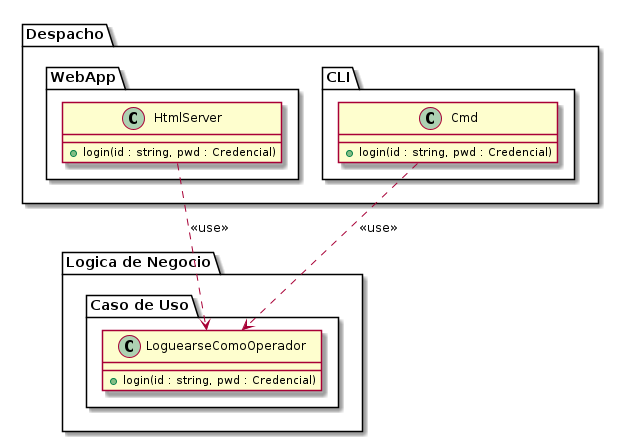 Despacho
WebApp
CLI
C HtmlServer
C Cmd
login(id : string, pwd : Credencial)
login(id : string, pwd : Credencial)
«use»
«use»
Logica de Negocio
Caso de Uso
C LoguearseComoOperador
login(id : string, pwd : Credencial)